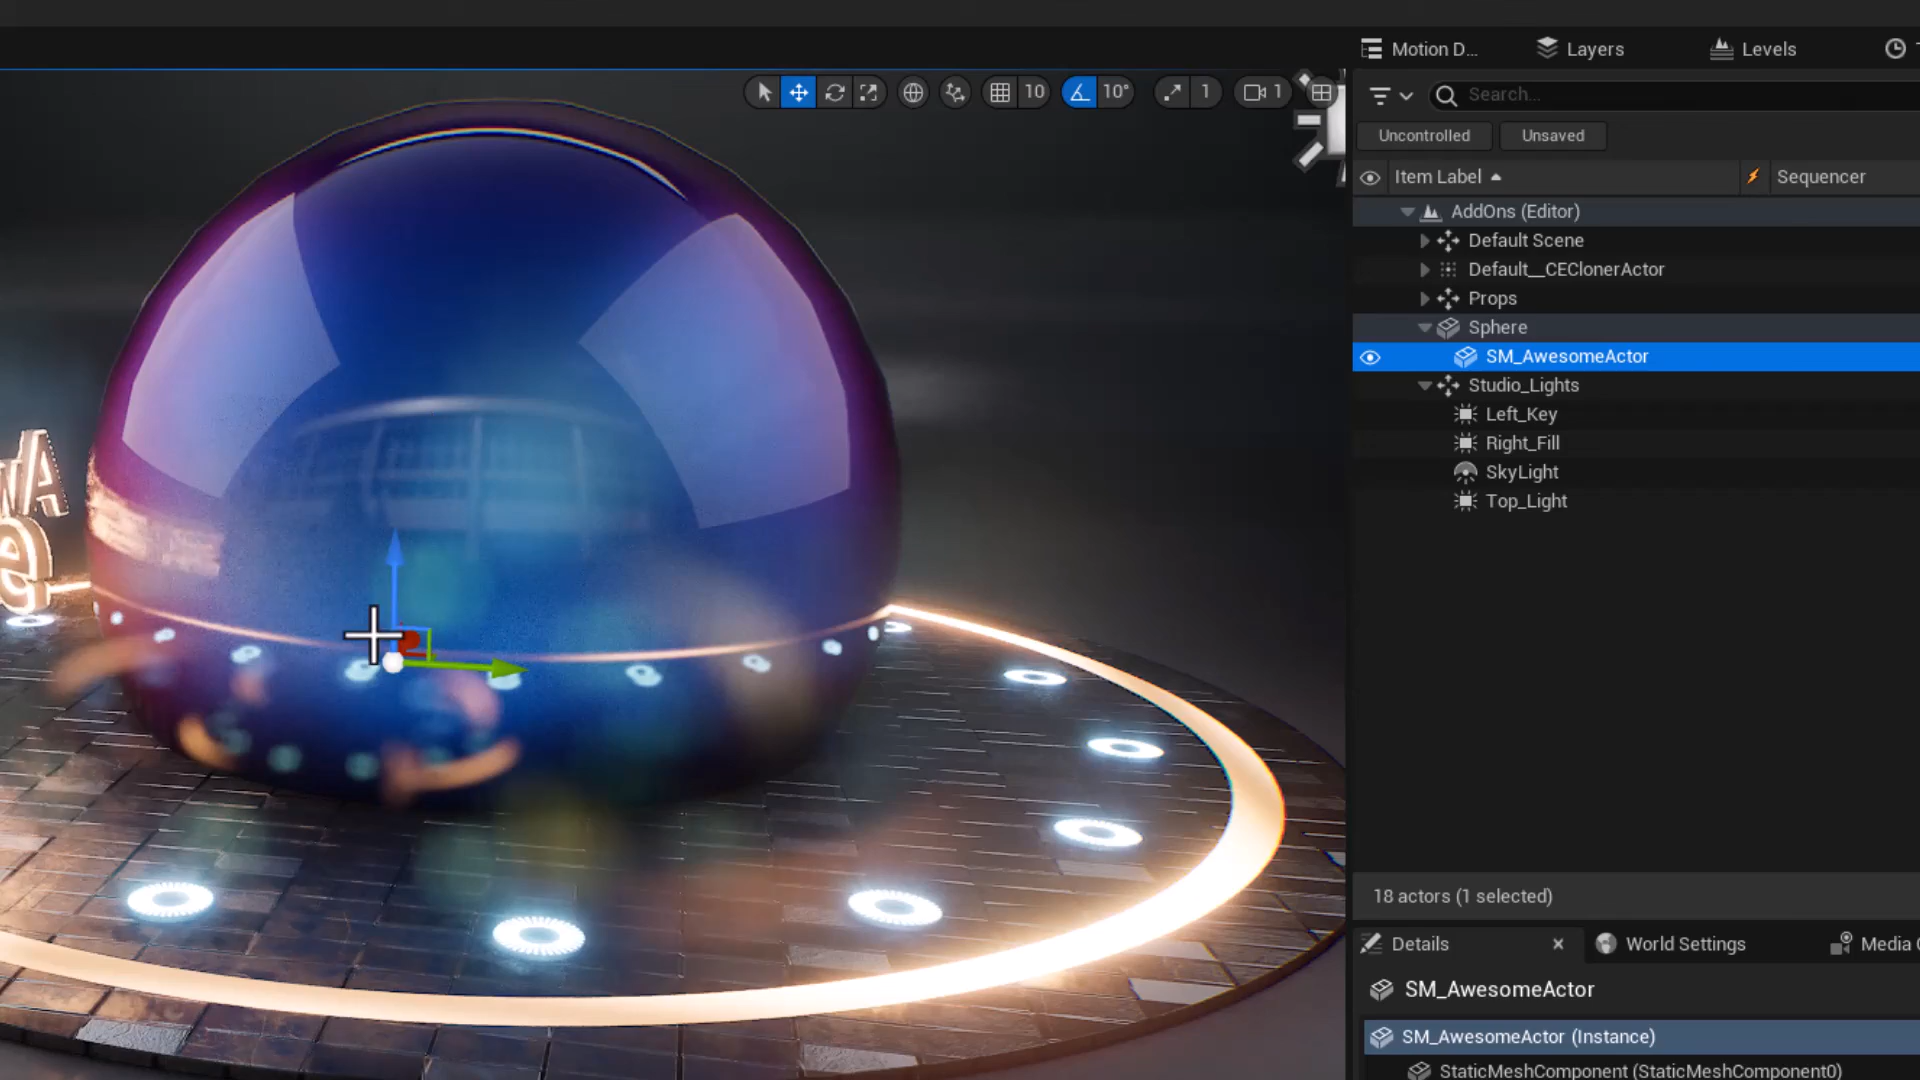 Motion D...
Layers
Levels
10
10°
1
1
Search...
Uncontrolled
Unsaved
Item Label
Sequencer
AddOns (Editor)
Default Scene
Default__CEClonerActor
Props
Sphere
SM_AwesomeActor
Studio_Lights
Left_Key
Right_Fill
SkyLight
Top_Light
18 actors (1 selected)
Details
World Settings
Media
SM_AwesomeActor
SM_AwesomeActor (Instance)
StaticMeshComponent (StaticMeshComponent0)